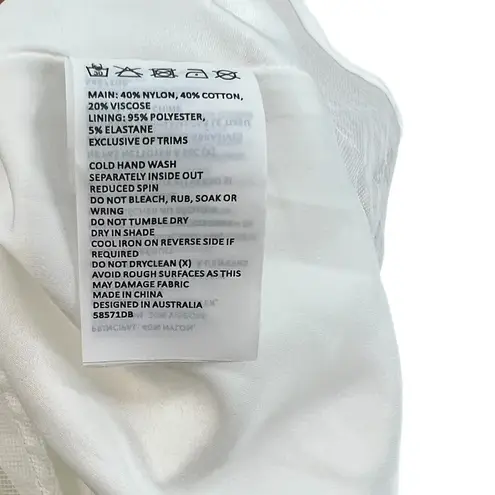 MAIN: 40% NYLON, 40% COTTON,
20% VISCOSE
LINING: 95% POLYESTER,
5% ELASTANE
EXCLUSIVE OF TRIMS
COLD HAND WASH
SEPARATELY INSIDE OUT
REDUCED SPIN
DO NOT BLEACH, RUB, SOAK OR
WRING
DO NOT TUMBLE DRY
DRY IN SHADE
COOL IRON ON REVERSE SIDE IF
REQUIRED
DO NOT DRYCLEAN (X)
AVOID ROUGH SURFACES AS THIS
MAY DAMAGE FABRIC
MADE IN CHINA
DESIGNED IN AUSTRALIA
58571DB